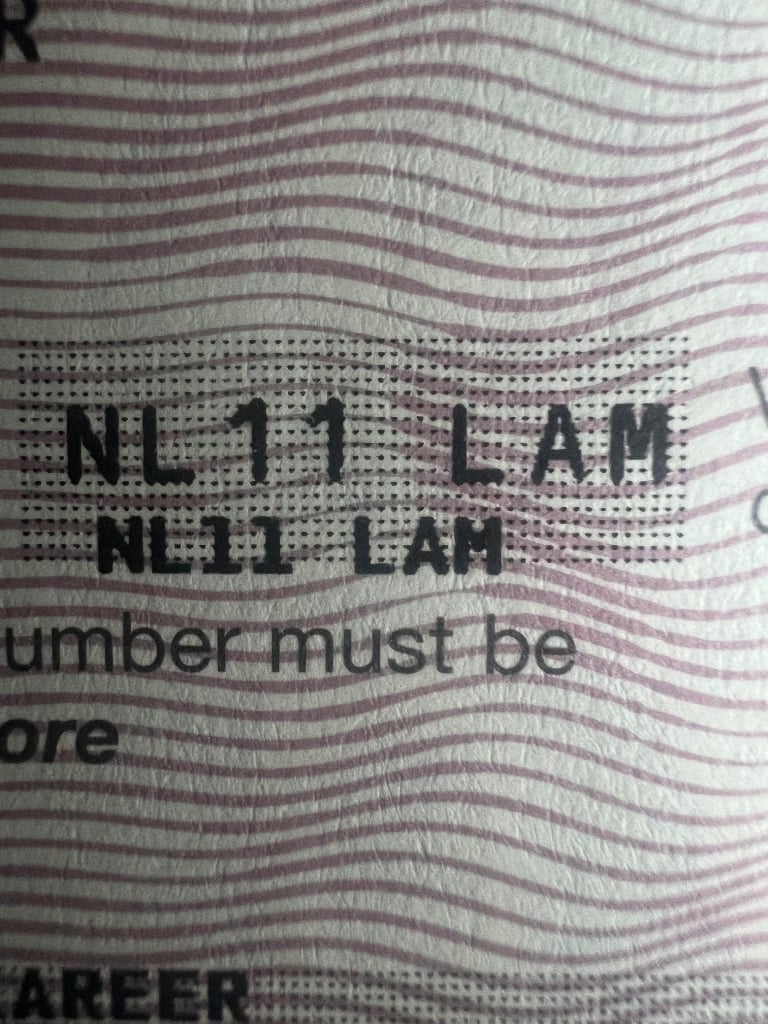 R
NL11 LAM
NL11 LAM
umber must be
ore
AREER